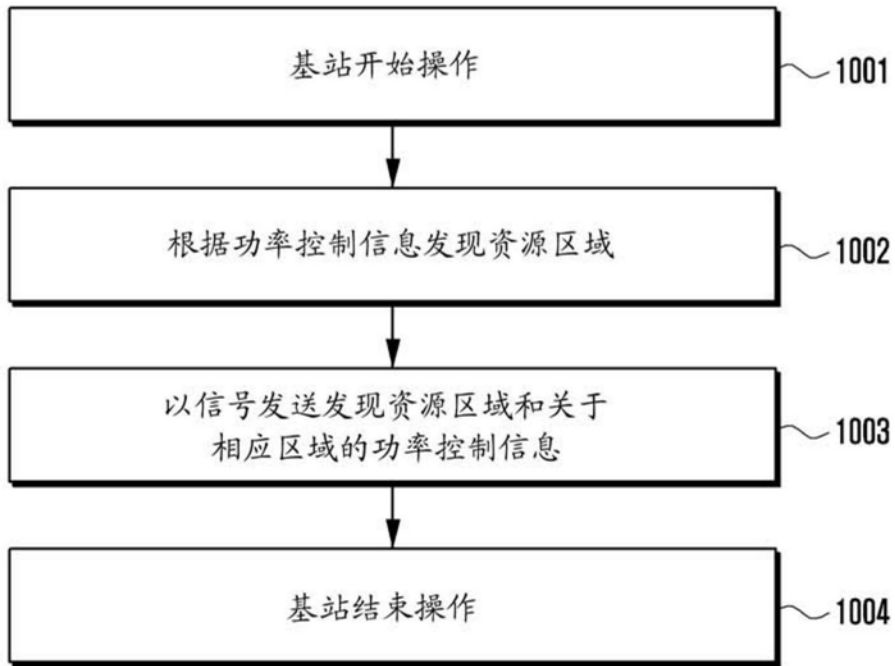 基站开始操作
1001
根据功率控制信息发现资源区域
1002
以信号发送发现资源区域和关于
相应区域的功率控制信息
1003
基站结束操作
1004